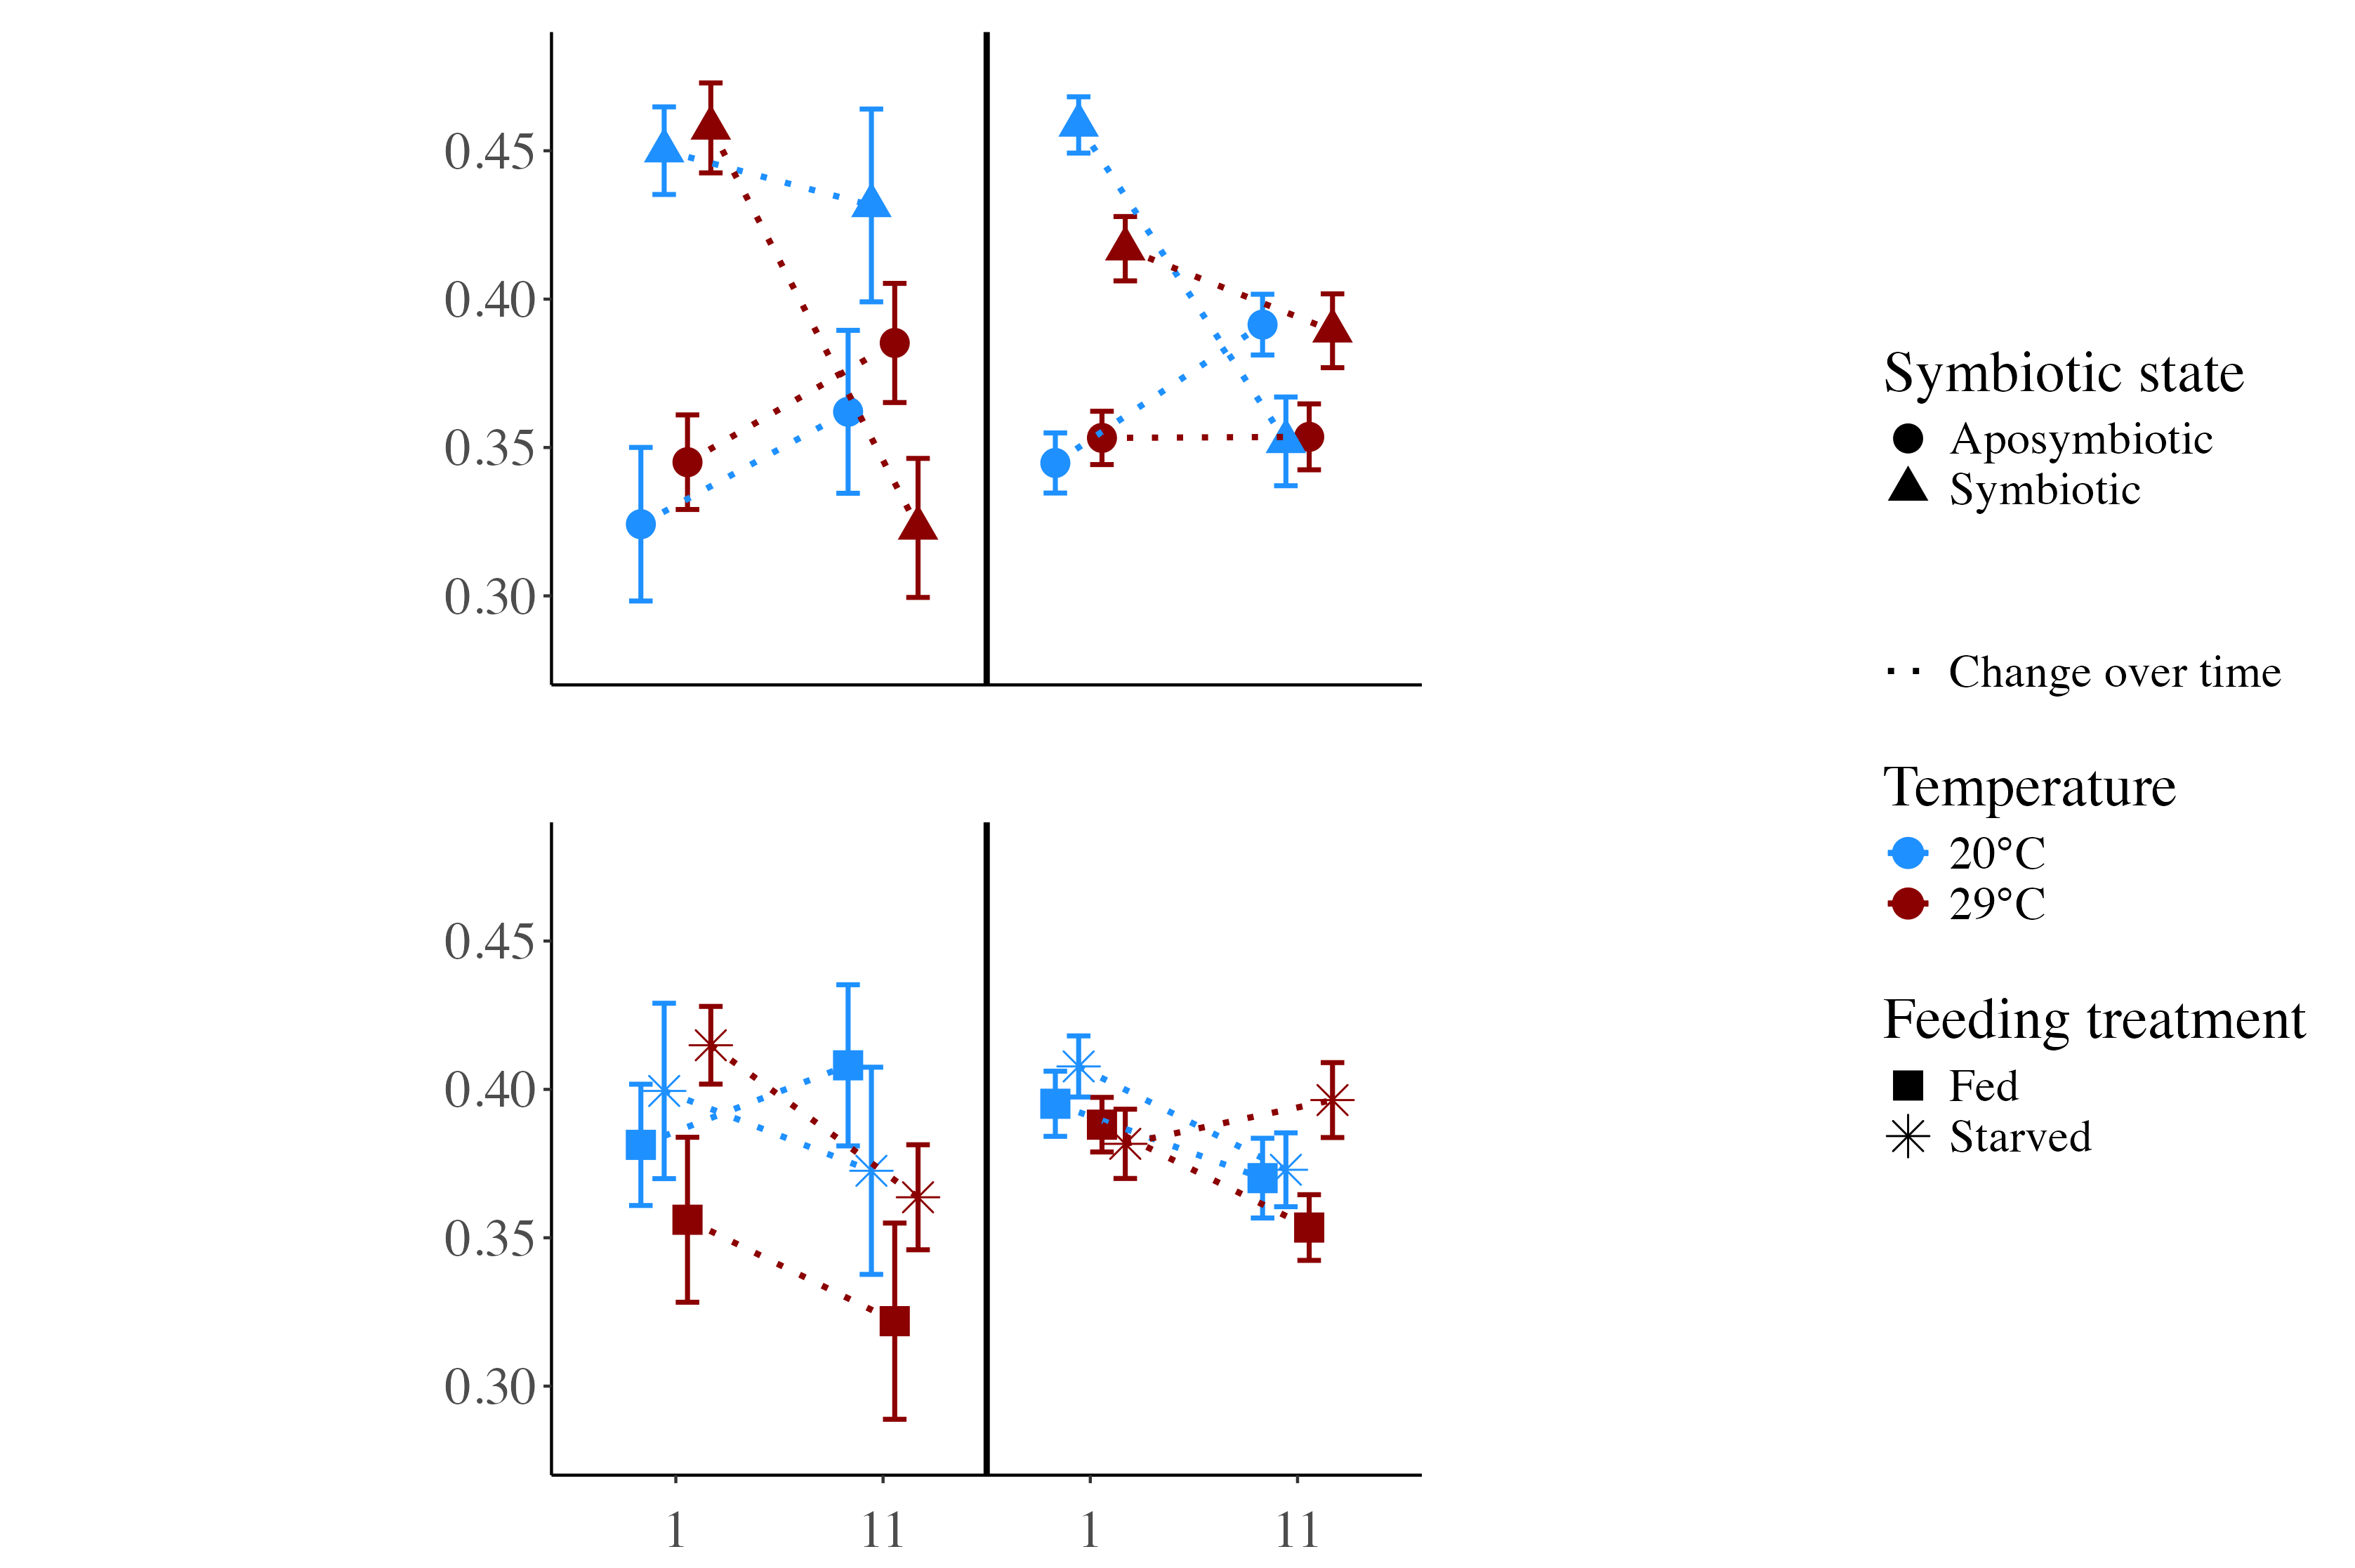 0.45
0.40
0.35
0.30
0.45
0.40
0.35
0.30
1 11 1 11
Symbiotic state
Aposymbiotic
Symbiotic
Change over time
Temperature
20°C
29°C
Feeding treatment
Fed
Starved